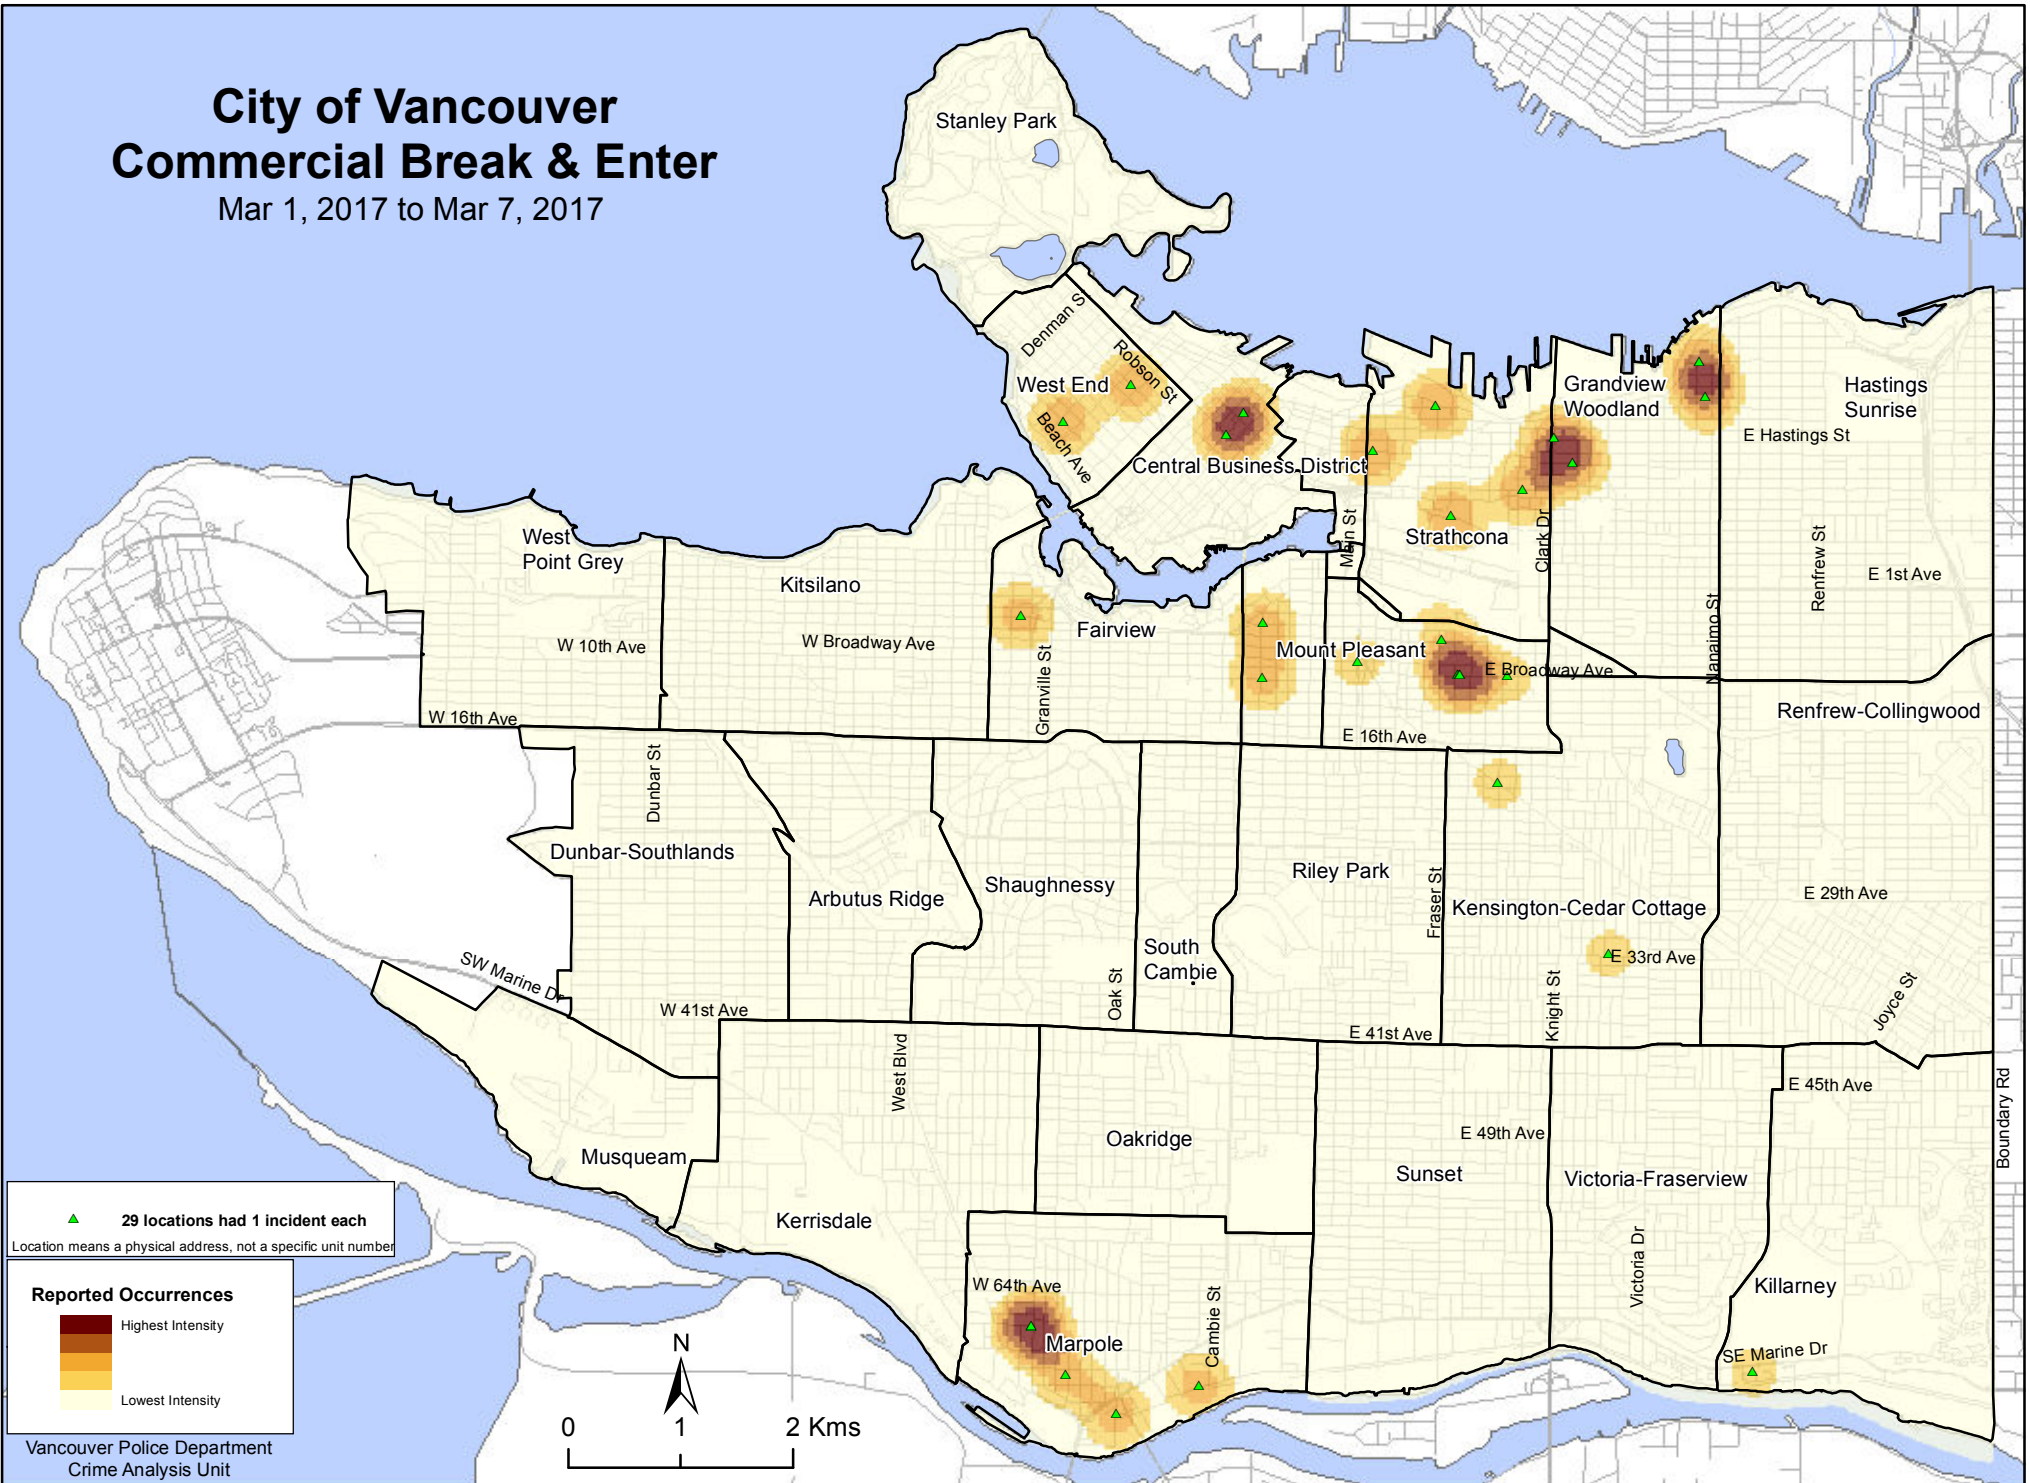 City of Vancouver
Commercial Break & Enter
Mar 1, 2017 to Mar 7, 2017
Stanley Park
Denman S
Robson St
West End
Beach Ave
Central Business District
Grandview
Woodland
Hastings
Sunrise
E Hastings St
Main St
Strathcona
Clark Dr
Renfrew St
E 1st Ave
Nanaimo St
West
Point Grey
Kitsilano
W 10th Ave
W Broadway Ave
Fairview
Granville St
Mount Pleasant
E Broadway Ave
W 16th Ave
E 16th Ave
Renfrew-Collingwood
Dunbar St
Dunbar-Southlands
Arbutus Ridge
Shaughnessy
South
Cambie
Oak St
Riley Park
Fraser St
Kensington-Cedar Cottage
E 29th Ave
E 33rd Ave
Knight St
Joyce St
SW Marine Dr
W 41st Ave
E 41st Ave
West Blvd
E 45th Ave
Boundary Rd
Musqueam
Oakridge
E 49th Ave
Sunset
Victoria-Fraserview
Kerrisdale
Victoria Dr
Killarney
W 64th Ave
Marpole
Cambie St
SE Marine Dr
29 locations had 1 incident each
Location means a physical address, not a specific unit number
Reported Occurrences
Highest Intensity
Lowest Intensity
Vancouver Police Department
Crime Analysis Unit
N
0 1 2 Kms